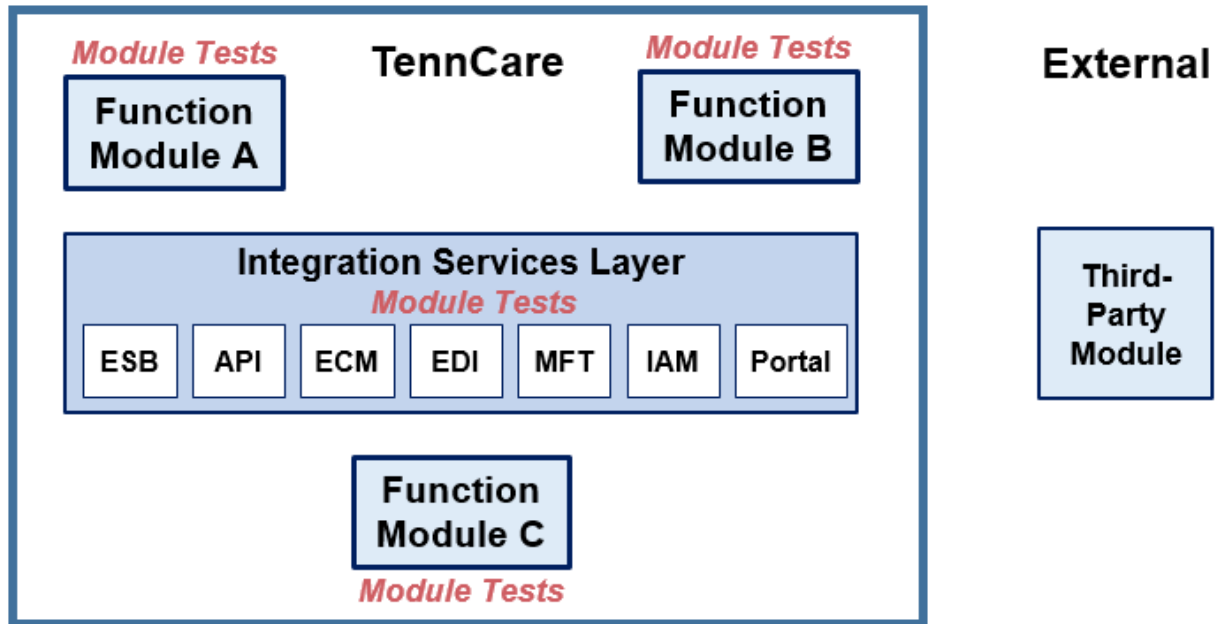 Module Tests
TennCare
Module Tests
External
Function
Module A
Function
Module B
Integration Services Layer
Module Tests
ESB
API
ECM
EDI
MFT
IAM
Portal
Third-
Party
Module
Function
Module C
Module Tests